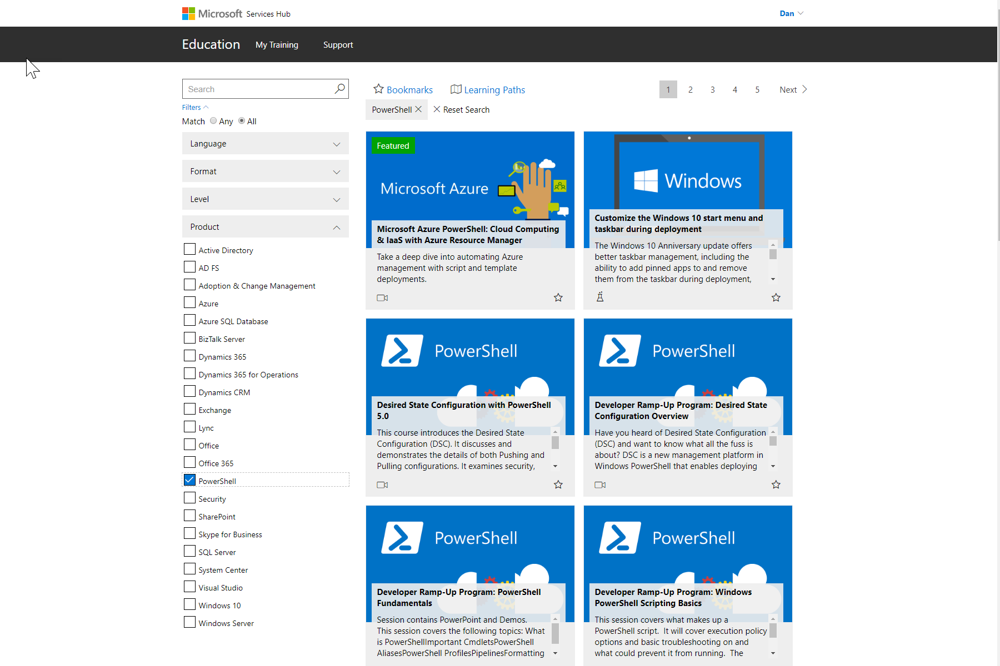 Microsoft Services Hub
Dan
Education My Training Support
Search
Filters
Match Any All
Language
Format
Level
Product
Active Directory
AD FS
Adoption & Change Management
Azure
Azure SQL Database
BizTalk Server
Dynamics 365
Dynamics 365 for Operations
Dynamics CRM
Exchange
Lync
Office
Office 365
PowerShell
Security
SharePoint
Skype for Business
SQL Server
System Center
Visual Studio
Windows 10
Windows Server
Bookmarks Learning Paths
1 2 3 4 5 Next
PowerShell Reset Search
Featured
Microsoft Azure
Microsoft Azure PowerShell: Cloud Computing
& IaaS with Azure Resource Manager
Take a deep dive into automating Azure
management with script and template
deployments.
Windows
Customize the Windows 10 start menu and
taskbar during deployment
The Windows 10 Anniversary update offers
better taskbar management, including the
ability to add pinned apps to and remove
them from the taskbar during deployment,
PowerShell
Desired State Configuration with PowerShell
5.0
This course introduces the Desired State
Configuration (DSC). It discusses and
demonstrates the details of both Pushing and
Pulling configurations. It examines security,
PowerShell
Developer Ramp-Up Program: Desired State
Configuration Overview
Have you heard of Desired State Configuration
(DSC) and want to know what all the fuss is
about? DSC is a new management platform in
Windows PowerShell that enables deploying
PowerShell
Developer Ramp-Up Program: PowerShell
Fundamentals
Session contains PowerPoint and Demos.
This session covers the following topics: What
is PowerShellImportant CmdletsPowerShell
AliasesPowerShell ProfilesPipelinesFormatting
PowerShell
Developer Ramp-Up Program: Windows
PowerShell Scripting Basics
This session covers what makes up a
PowerShell script. It will cover execution policy
options and basic troubleshooting on and
what could prevent it from running. The